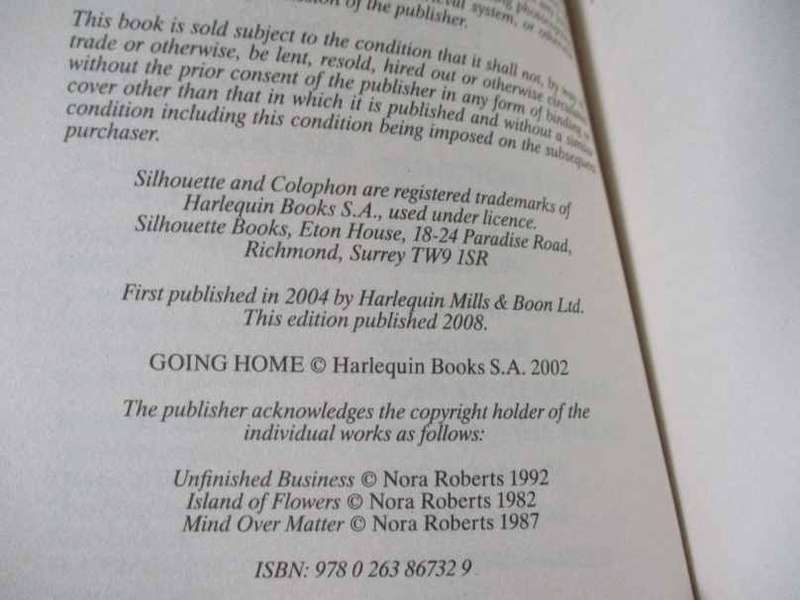 sion of the publisher.
system, or
This book is sold subject to the condition that it shall not, by way
trade or otherwise, be lent, resold, hired out or otherwise
without the prior consent of the publisher in any form of binding
cover other than that in which it is published and without a similar
condition including this condition being imposed on the subsequent
purchaser.
Silhouette and Colophon are registered trademarks of
Harlequin Books S.A., used under licence.
Silhouette Books, Eton House, 18-24 Paradise Road,
Richmond, Surrey TW9 1SR
First published in 2004 by Harlequin Mills & Boon Ltd.
This edition published 2008.
GOING HOME © Harlequin Books S.A. 2002
The publisher acknowledges the copyright holder of the
individual works as follows:
Unfinished Business © Nora Roberts 1992
Island of Flowers © Nora Roberts 1982
Mind Over Matter © Nora Roberts 1987
ISBN: 978 0 263 86732 9